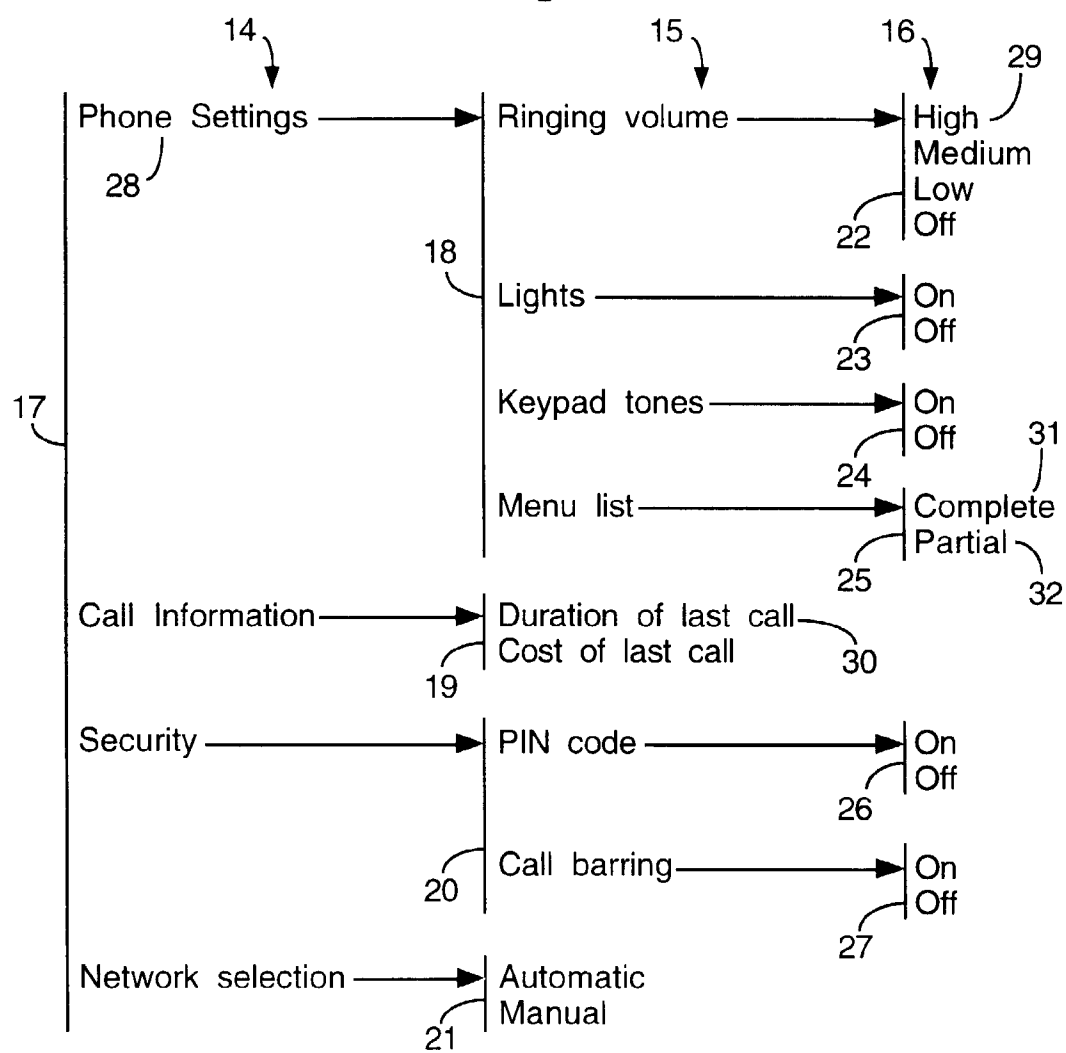 14 15 16 29
Phone Settings Ringing volume High
28 Medium
Low
22 Off
18
Lights On
23 Off
17
Keypad tones On
24 Off 31
Menu list Complete
25 Partial
32
Call Information Duration of last call
19 Cost of last call 30
Security PIN code On
26 Off
20 Call barring On
27 Off
Network selection Automatic
21 Manual